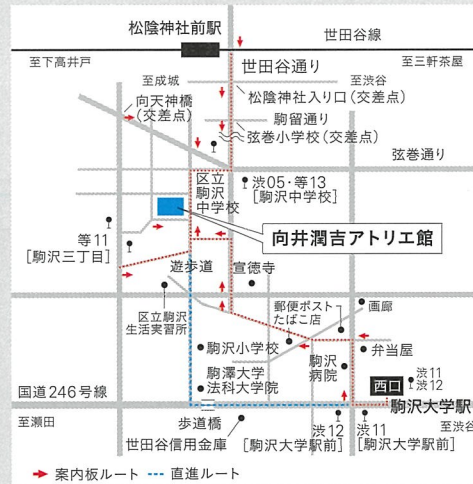 松陰神社前駅
世田谷線
至下高井戸
至三軒茶屋
世田谷通り
至成城
至渋谷
向天神橋
(交差点)
松陰神社入り口(交差点)
駒留通り
弦巻小学校(交差点)
弦巻通り
区立
駒沢
中学校
渋05・等13
[駒沢中学校]
向井潤吉アトリエ館
等11
[駒沢三丁目]
遊歩道
宣徳寺
区立駒沢
生活実習所
郵便ポスト
たばこ店
画廊
駒沢小学校
弁当屋
駒澤大学
法科大学院
駒沢
病院
西口
渋11
渋12
国道246号線
駒沢大学駅
至瀬田
至渋谷
歩道橋
世田谷信用金庫
渋12
[駒沢大学駅前]
渋11
[駒沢大学駅前]
案内板ルート
直進ルート